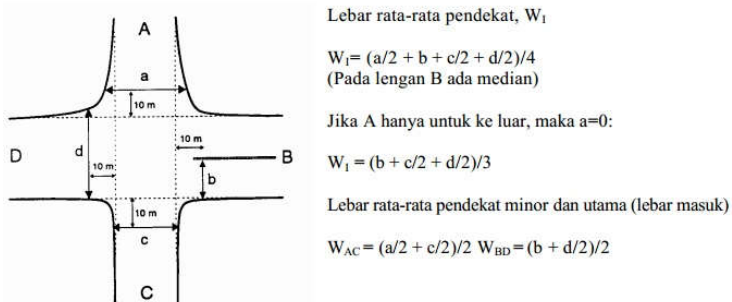 A
a
10 m
10 m
D
d
10 m
B
b
10 m
c
C
Lebar rata-rata pendekat, W₁
W₁= (a/2 + b + c/2 + d/2)/4
(Pada lengan B ada median)
Jika A hanya untuk ke luar, maka a=0:
W₁ = (b + c/2 + d/2)/3
Lebar rata-rata pendekat minor dan utama (lebar masuk)
W_AC = (a/2 + c/2)/2 W_BD = (b + d/2)/2